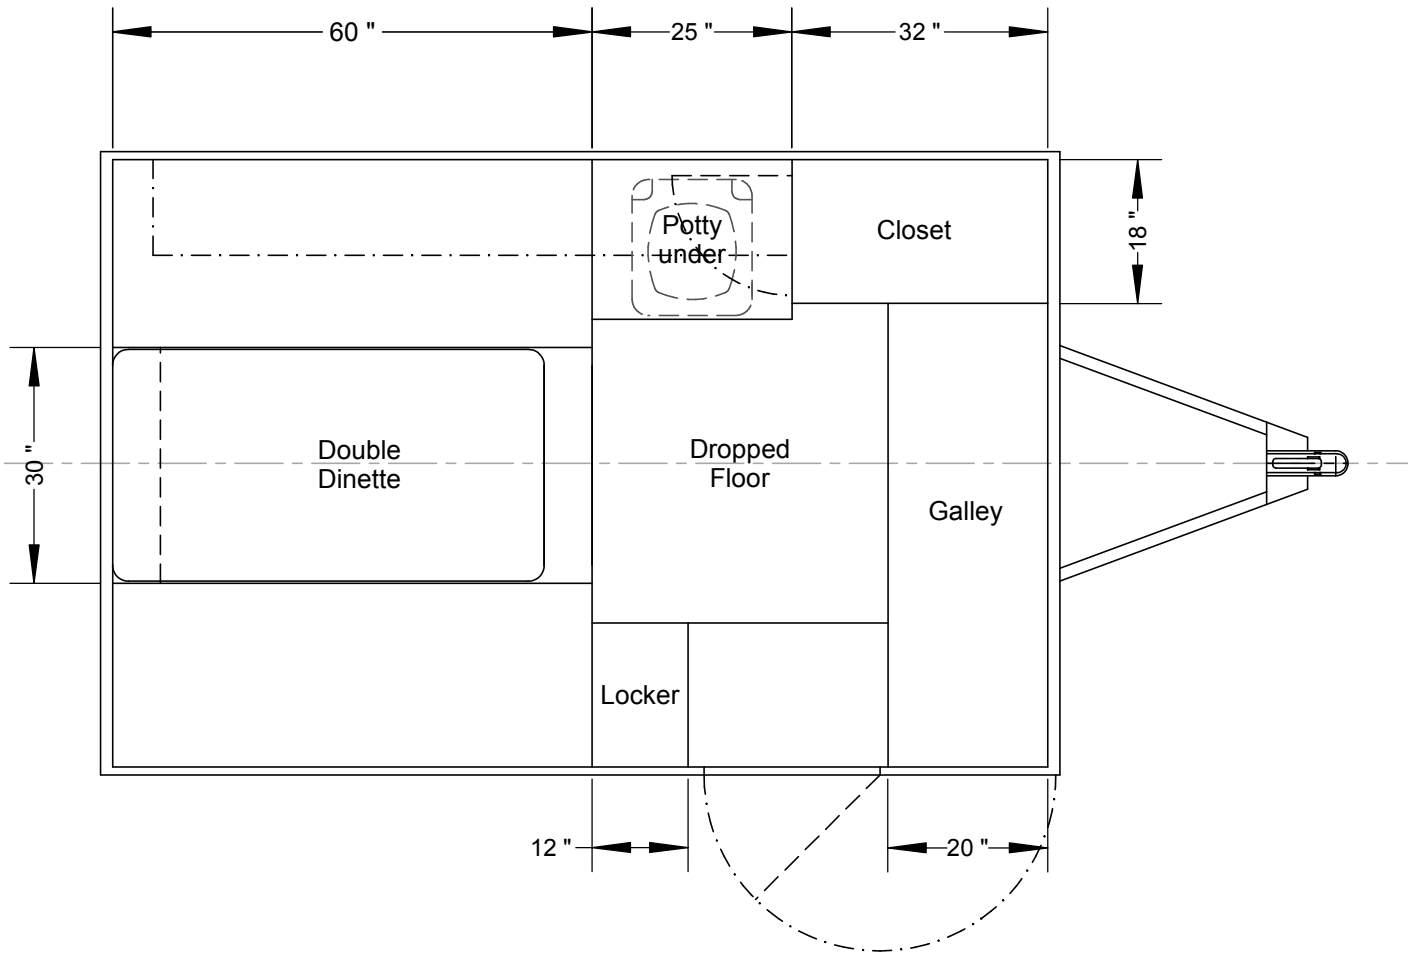 60 "
25 "
32 "
Potty
under
Closet
18 "
30 "
Double
Dinette
Dropped
Floor
Galley
Locker
12 "
20 "